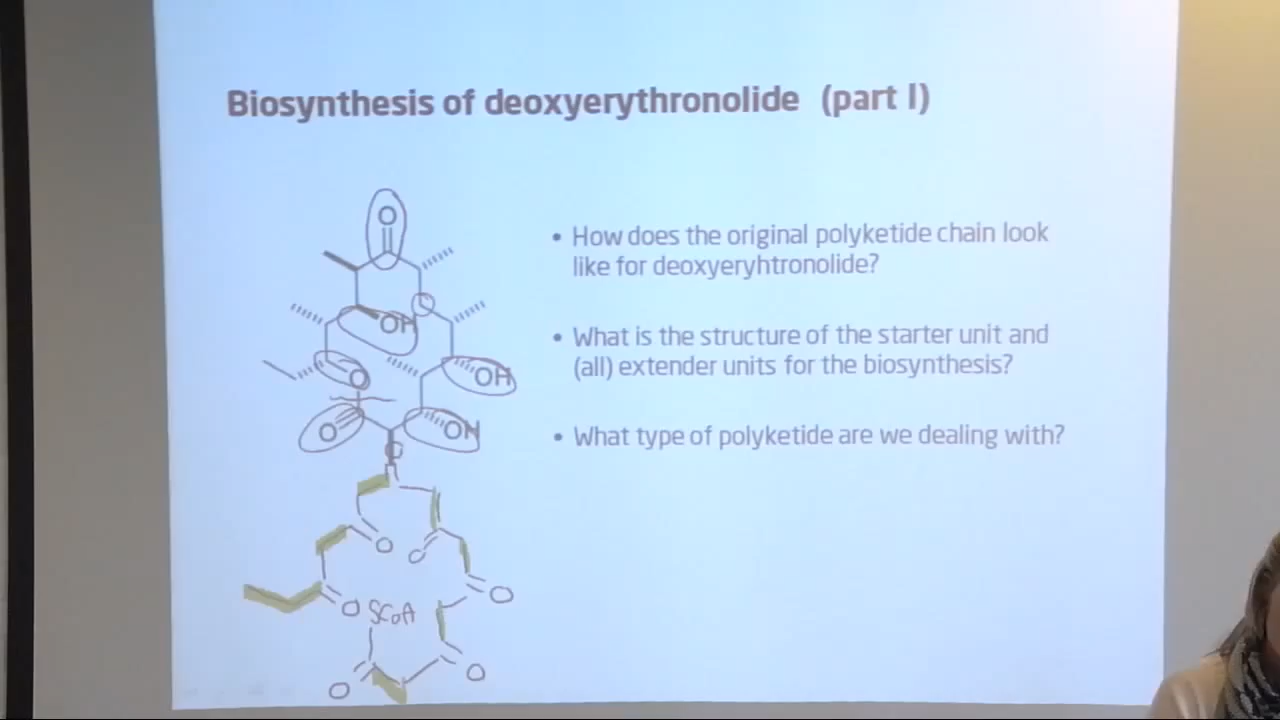 Biosynthesis of deoxyerythronolide (part I)
O
OH
O
OH
O
OH
• How does the original polyketide chain look
like for deoxyeryhtronolide?
• What is the structure of the starter unit and
(all) extender units for the biosynthesis?
• What type of polyketide are we dealing with?
O
O
O
O
O
SCoA
O
O